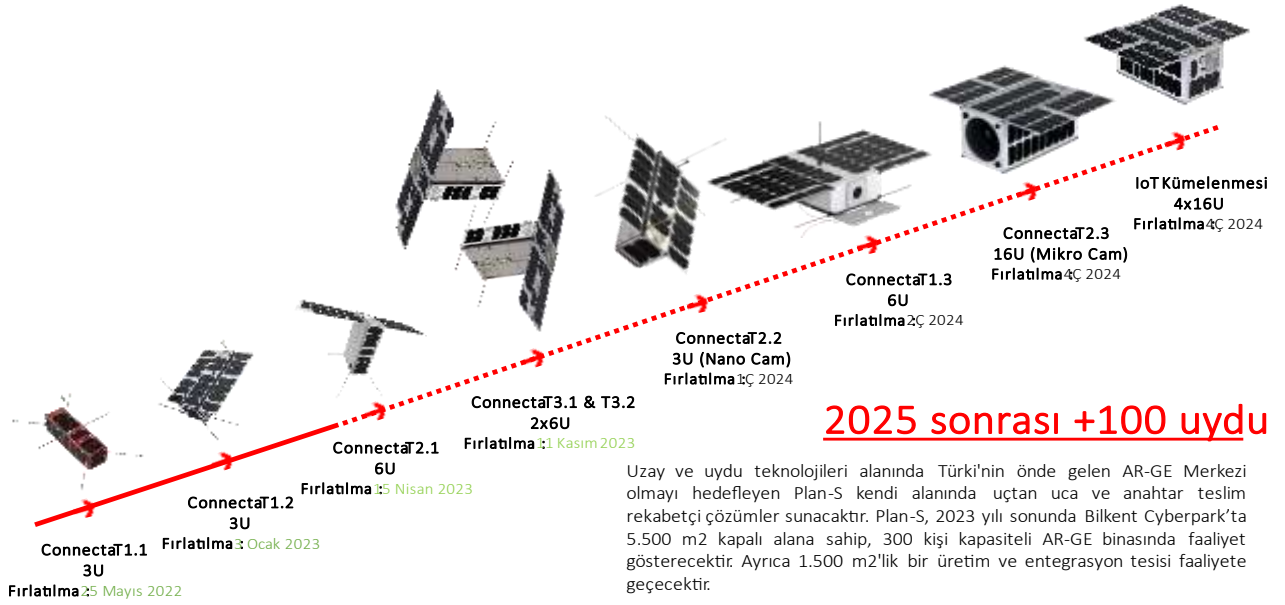 ConnectaT1.1
3U
Fırlatılma : 25 Mayıs 2022
ConnectaT1.2
3U
Fırlatılma : 3 Ocak 2023
ConnectaT2.1
6U
Fırlatılma : 15 Nisan 2023
ConnectaT3.1 & T3.2
2x6U
Fırlatılma : 11 Kasım 2023
ConnectaT2.2
3U (Nano Cam)
Fırlatılma : 1Ç 2024
ConnectaT1.3
6U
Fırlatılma : 2Ç 2024
ConnectaT2.3
16U (Mikro Cam)
Fırlatılma : 4Ç 2024
IoT Kümelenmesi
4x16U
Fırlatılma : 4Ç 2024
2025 sonrası +100 uydu
Uzay ve uydu teknolojileri alanında Türki'nin önde gelen AR-GE Merkezi
olmayı hedefleyen Plan-S kendi alanında uçtan uca ve anahtar teslim
rekabetçi çözümler sunacaktır. Plan-S, 2023 yılı sonunda Bilkent Cyberpark’ta
5.500 m2 kapalı alana sahip, 300 kişi kapasiteli AR-GE binasında faaliyet
gösterecektir. Ayrıca 1.500 m2'lik bir üretim ve entegrasyon tesisi faaliyete
geçecektir.